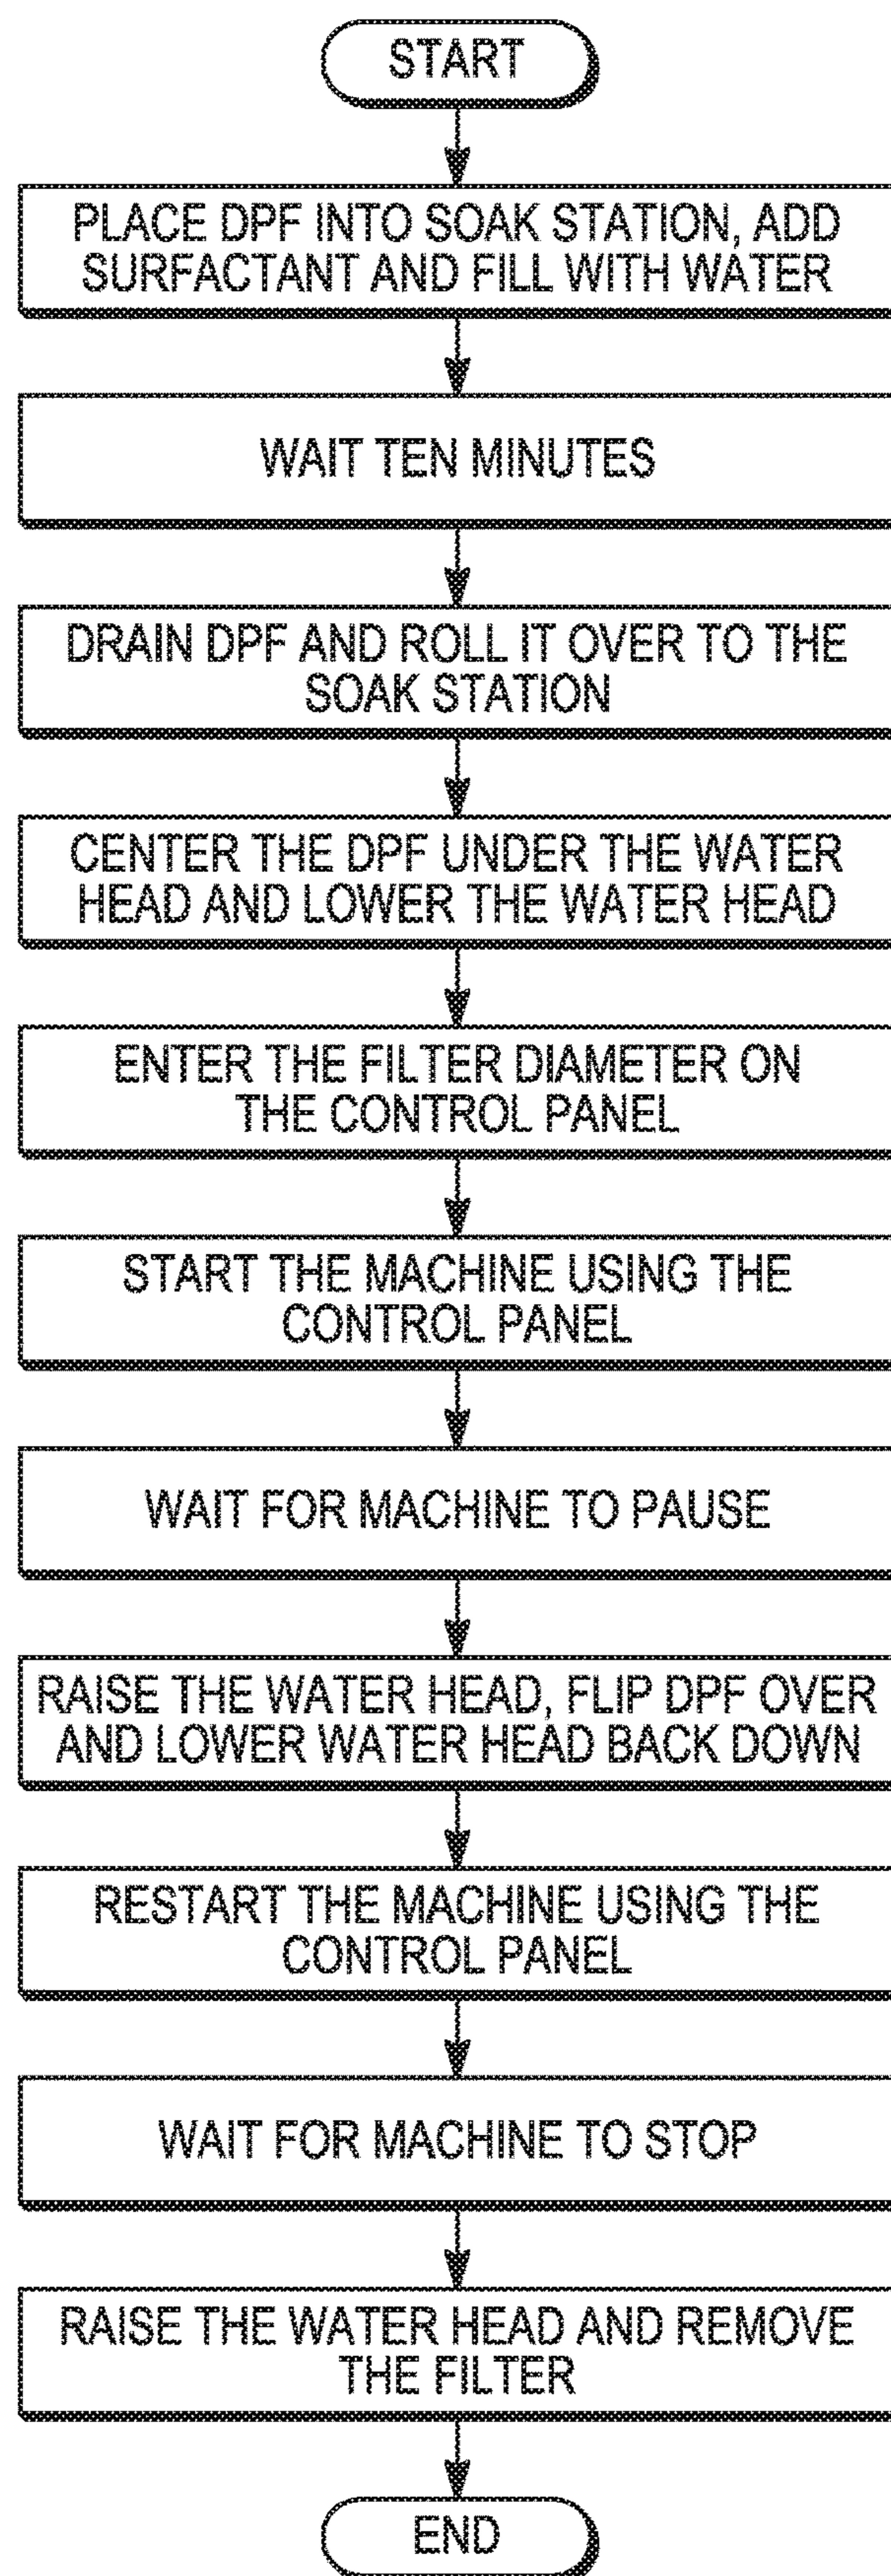 START
PLACE DPF INTO SOAK STATION, ADD
SURFACTANT AND FILL WITH WATER
WAIT TEN MINUTES
DRAIN DPF AND ROLL IT OVER TO THE
SOAK STATION
CENTER THE DPF UNDER THE WATER
HEAD AND LOWER THE WATER HEAD
ENTER THE FILTER DIAMETER ON
THE CONTROL PANEL
START THE MACHINE USING THE
CONTROL PANEL
WAIT FOR MACHINE TO PAUSE
RAISE THE WATER HEAD, FLIP DPF OVER
AND LOWER WATER HEAD BACK DOWN
RESTART THE MACHINE USING THE
CONTROL PANEL
WAIT FOR MACHINE TO STOP
RAISE THE WATER HEAD AND REMOVE
THE FILTER
END